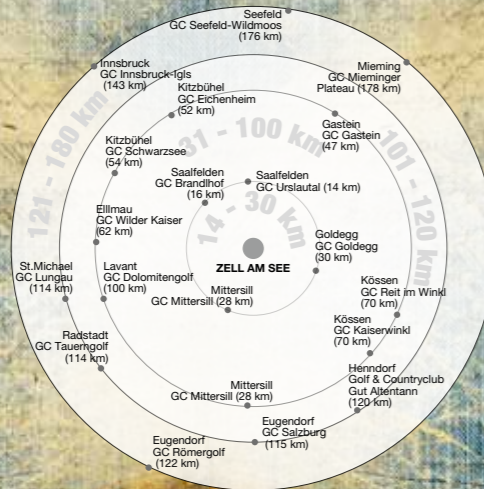 Seefeld
GC Seefeld-Wildmoos
(176 km)
Innsbruck
GC Innsbruck-Igls
(143 km)
Mieming
GC Mieminger
Plateau (178 km)
Kitzbühel
GC Eichenheim
(52 km)
Gastein
GC Gastein
(47 km)
121 - 180 km
31 - 100 km
101 - 120 km
Kitzbühel
GC Schwarzsee
(54 km)
Saalfelden
GC Brandlhof
(16 km)
Saalfelden
GC Urslautal (14 km)
14 - 30 km
Elllmau
GC Wilder Kaiser
(62 km)
Goldegg
GC Goldegg
(30 km)
ZELL AM SEE
St.Michael
GC Lungau
(114 km)
Lavant
GC Dolomitengolf
(100 km)
Mittersill
GC Mittersill (28 km)
Kössen
GC Reit im Winkl
(70 km)
Kössen
GC Kaiserwinkl
(70 km)
Radstadt
GC Tauerngolf
(114 km)
Henndorf
Golf & Countryclub
Gut Altentann
(120 km)
Mittersill
GC Mittersill (28 km)
Eugendorf
GC Salzburg
(115 km)
Eugendorf
GC Römergolf
(122 km)